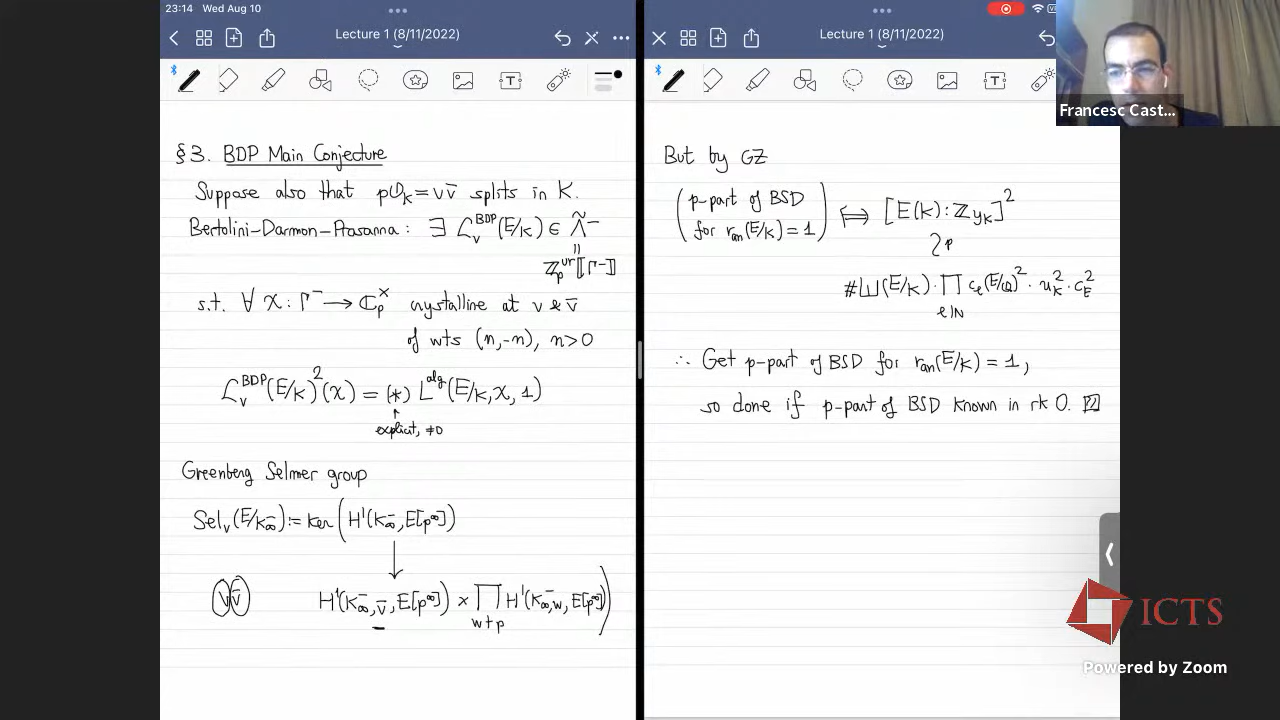 23:14 Wed Aug 10
Lecture 1 (8/11/2022)
§3. BDP Main Conjecture
Suppose also that pO_K = v v̄ splits in K.
Bertolini-Darmon-Prasanna: ∃ ℒ_v^BDP(E/K) ∈ Λ̃^-
=
ℤ_p^ur[[Γ^-]]
s.t. ∀ χ: Γ^- → ℂ_p^× crystalline at v & v̄
of wts (n,-n), n>0
ℒ_v^BDP(E/K)^2(χ) = (*) L^alg(E/K,χ,1)
↑
explicit, ≠0
Greenberg Selmer group
Sel_v(E/K_∞^-) := ker( H^1(K_∞^-, E[p^∞])
↓
v v̄ H^1(K_∞,v̄^-, E[p^∞]) × ∏ H^1(K_∞,w^-, E[p^∞]) )
w∤p
Lecture 1 (8/11/2022)
But by GZ
( p-part of BSD for r_an(E/K)=1 ) ⟺ [E(K): ℤy_K]^2
~p
#Ш(E/K)·∏ c_ℓ(E/ℚ)^2 · u_K^2 · c_E^2
ℓ|N
∴ Get p-part of BSD for r_an(E/K) = 1,
so done if p-part of BSD known in rk 0.
Francesc Cast...
ICTS
Powered by Zoom